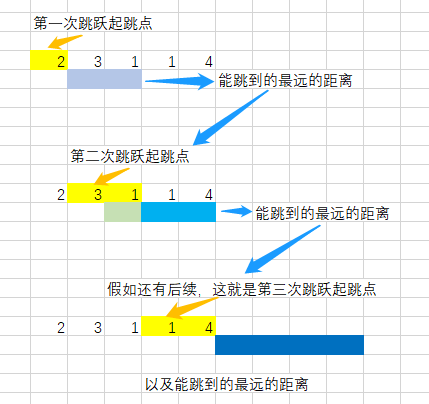 第一次跳跃起跳点
2 3 1 1 4
能跳到的最远的距离
第二次跳跃起跳点
2 3 1 1 4
能跳到的最远的距离
假如还有后续，这就是第三次跳跃起跳点
2 3 1 1 4
以及能跳到的最远的距离